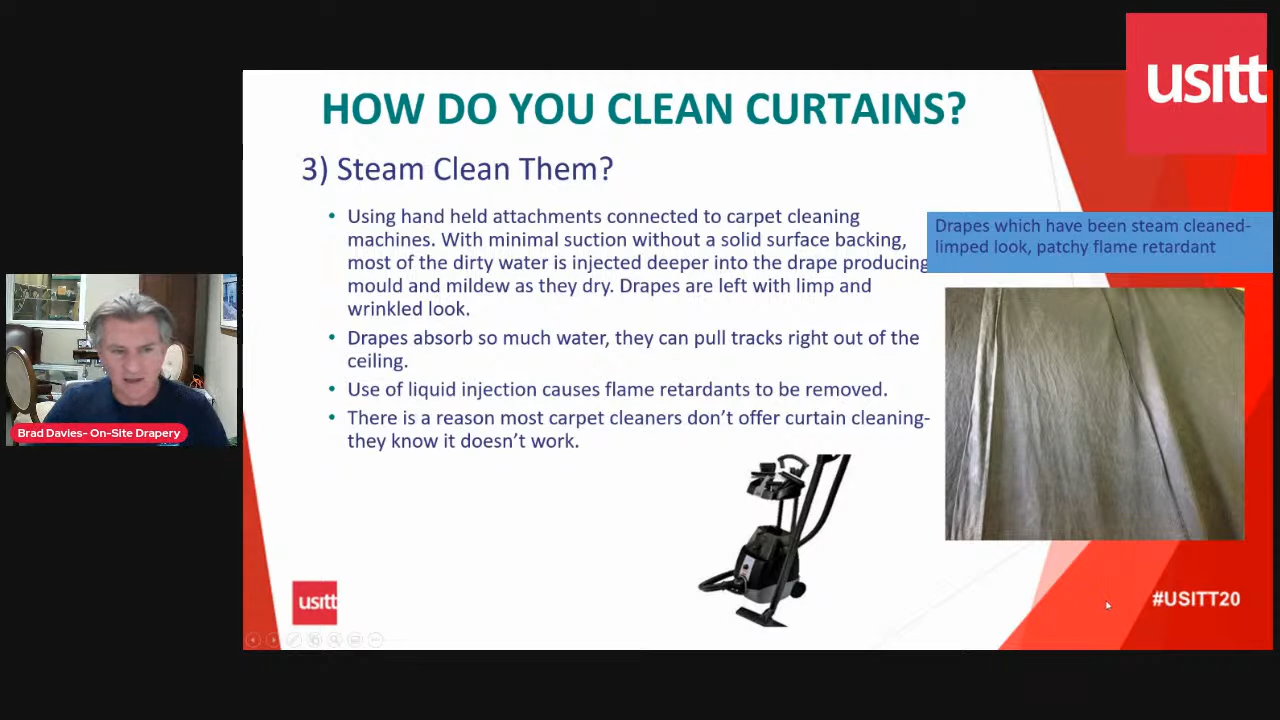 usitt
HOW DO YOU CLEAN CURTAINS?
3) Steam Clean Them?
• Using hand held attachments connected to carpet cleaning
machines. With minimal suction without a solid surface backing,
most of the dirty water is injected deeper into the drape producing
mould and mildew as they dry. Drapes are left with limp and
wrinkled look.
• Drapes absorb so much water, they can pull tracks right out of the
ceiling.
• Use of liquid injection causes flame retardants to be removed.
• There is a reason most carpet cleaners don't offer curtain cleaning-
they know it doesn't work.
Drapes which have been steam cleaned-
limped look, patchy flame retardant
Brad Davies- On-Site Drapery
usitt
#USITT20